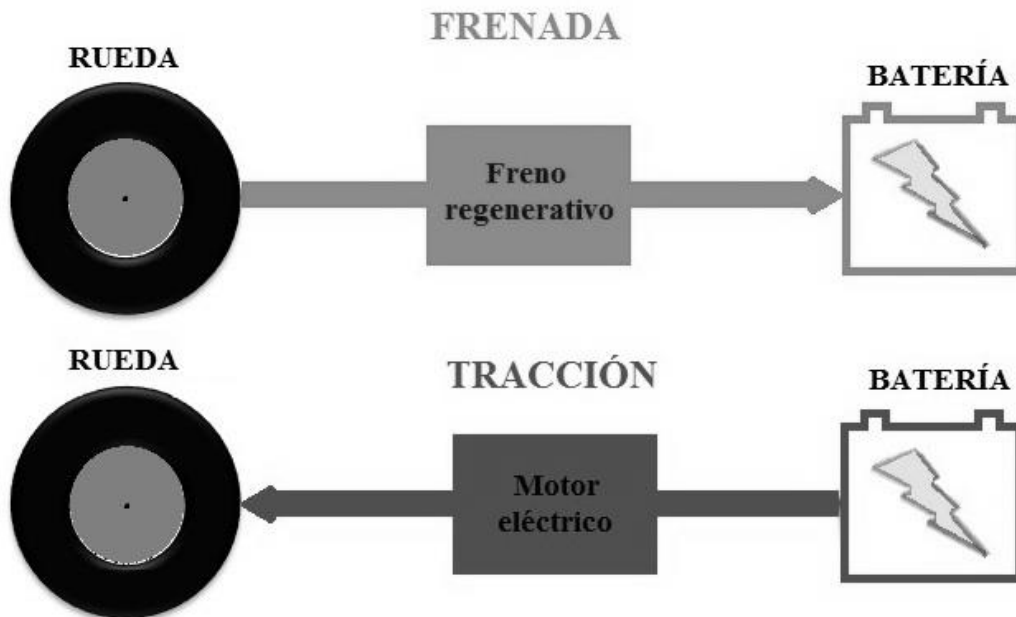 FRENADA
RUEDA
BATERÍA
Freno
regenerativo
RUEDA
TRACCIÓN
BATERÍA
Motor
eléctrico